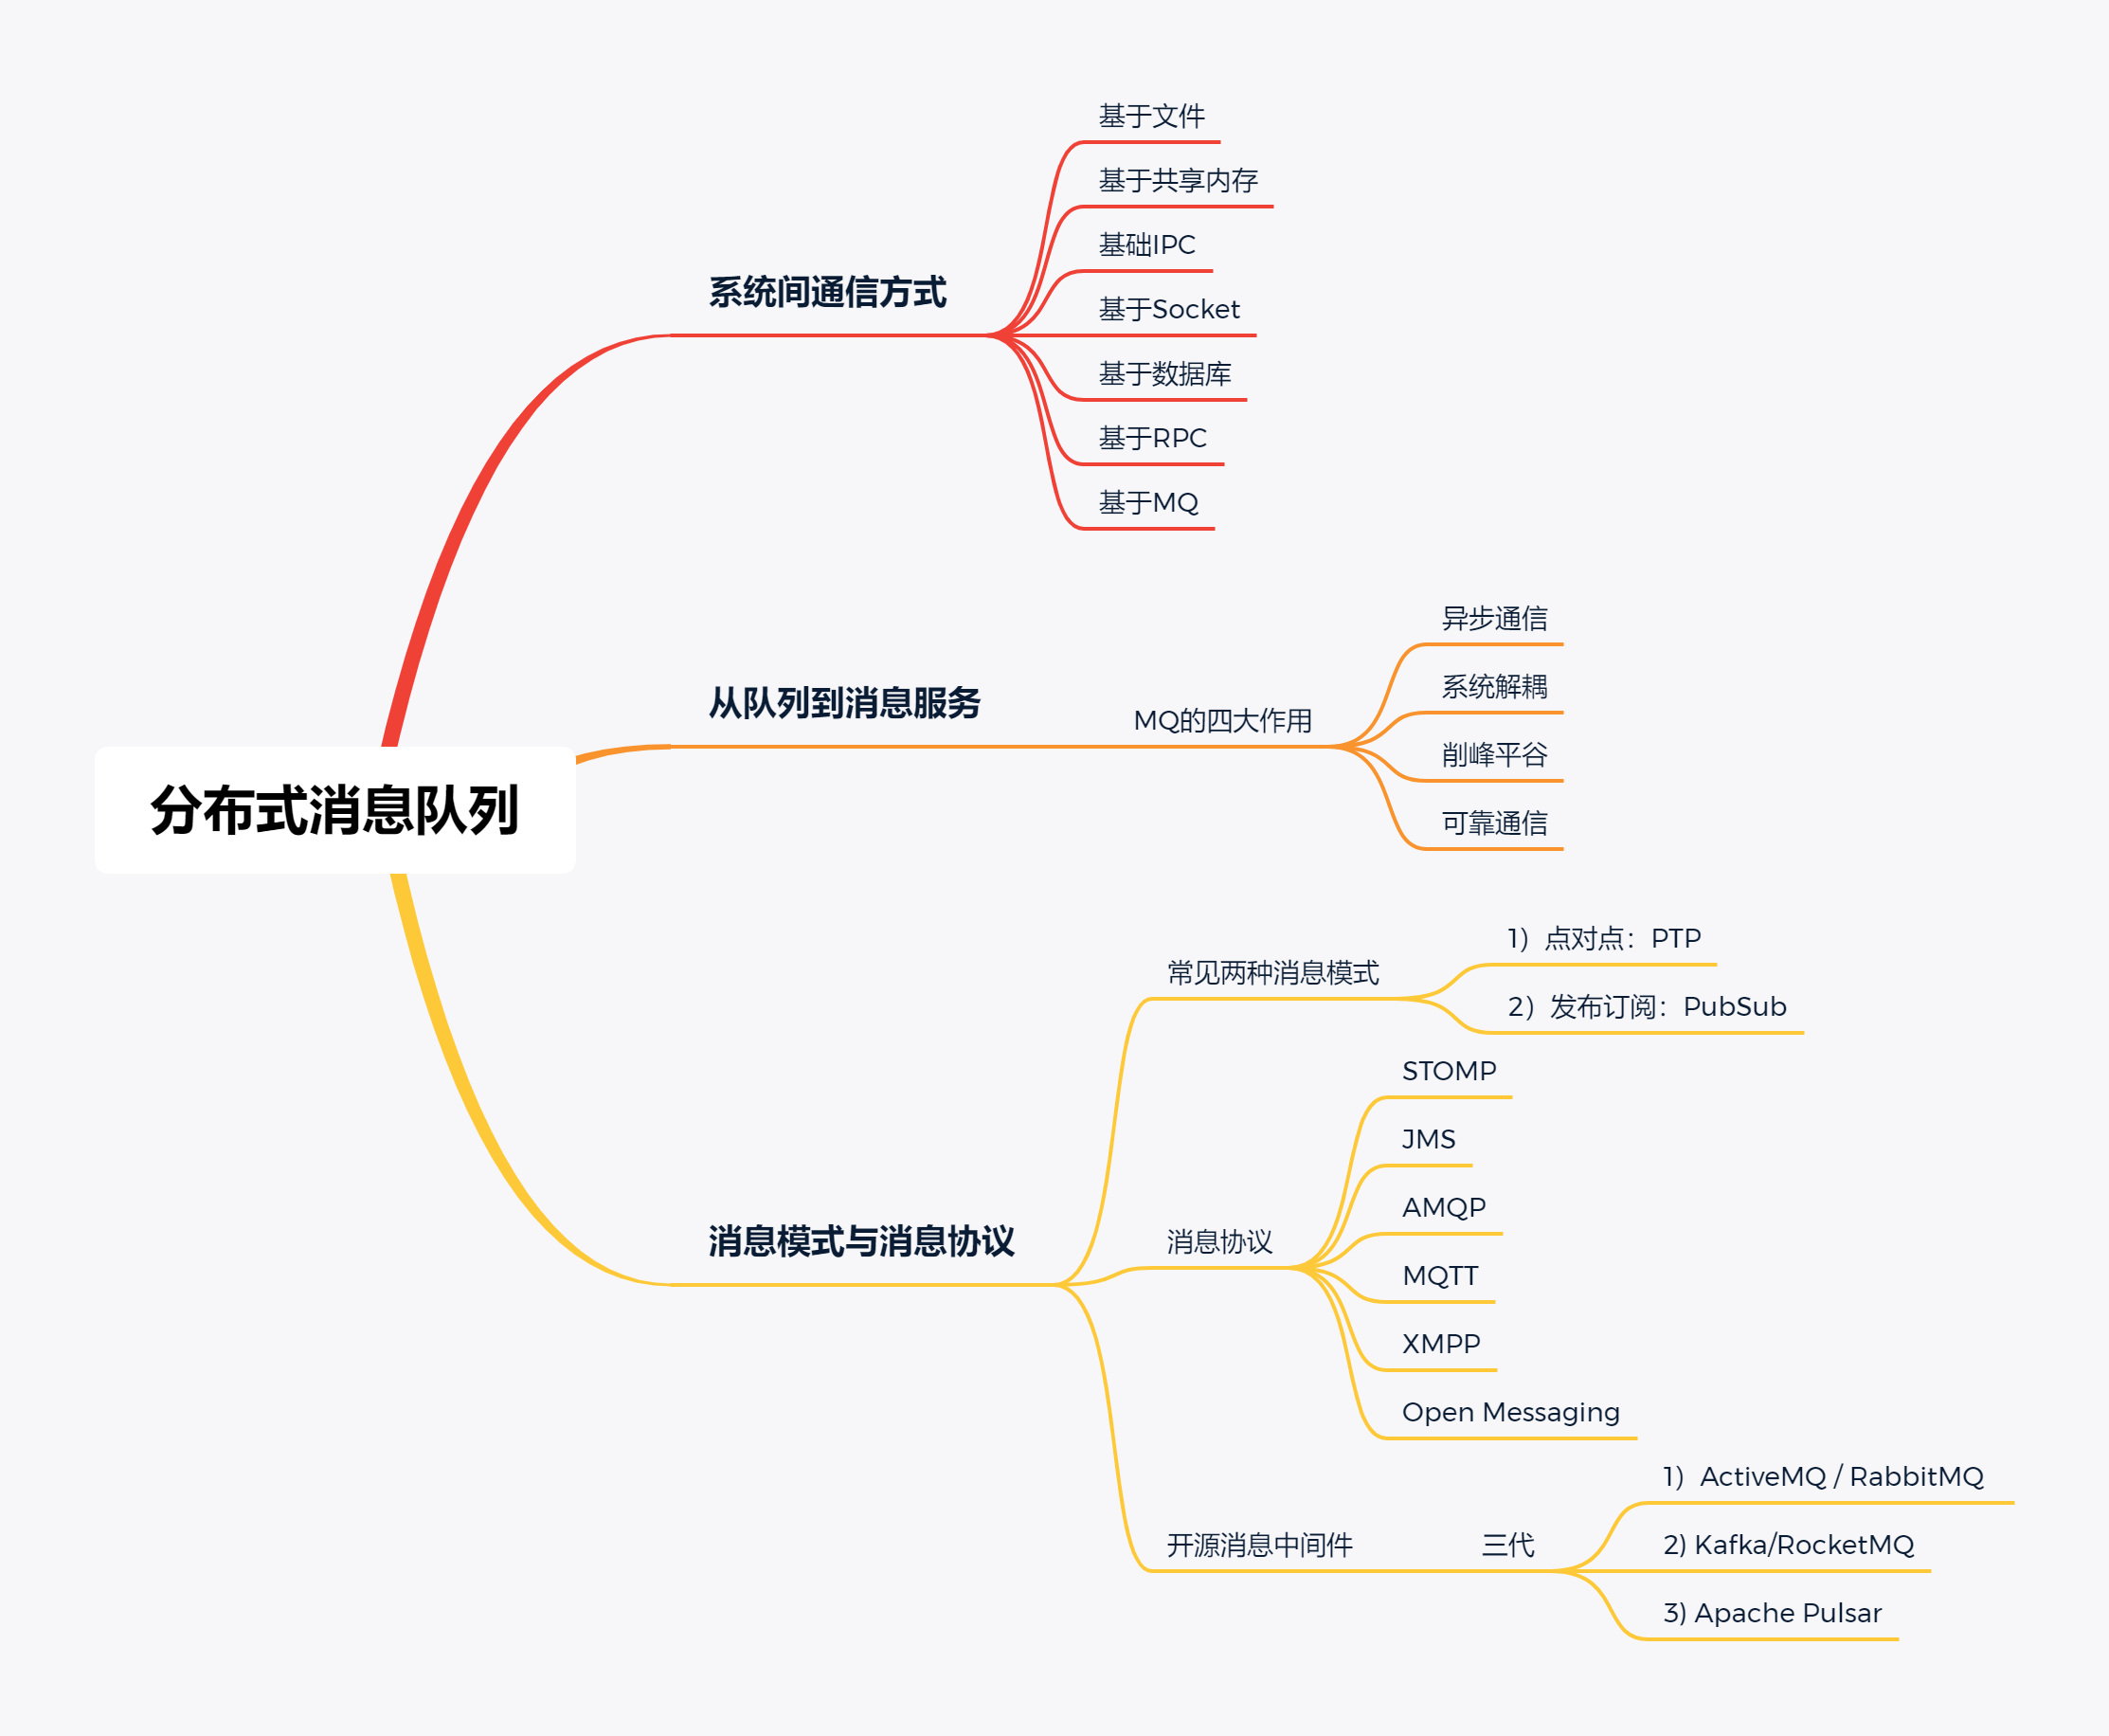 分布式消息队列
系统间通信方式
基于文件
基于共享内存
基础IPC
基于Socket
基于数据库
基于RPC
基于MQ
从队列到消息服务
MQ的四大作用
异步通信
系统解耦
削峰平谷
可靠通信
消息模式与消息协议
常见两种消息模式
1）点对点：PTP
2）发布订阅：PubSub
消息协议
STOMP
JMS
AMQP
MQTT
XMPP
Open Messaging
开源消息中间件
三代
1）ActiveMQ / RabbitMQ
2) Kafka/RocketMQ
3) Apache Pulsar